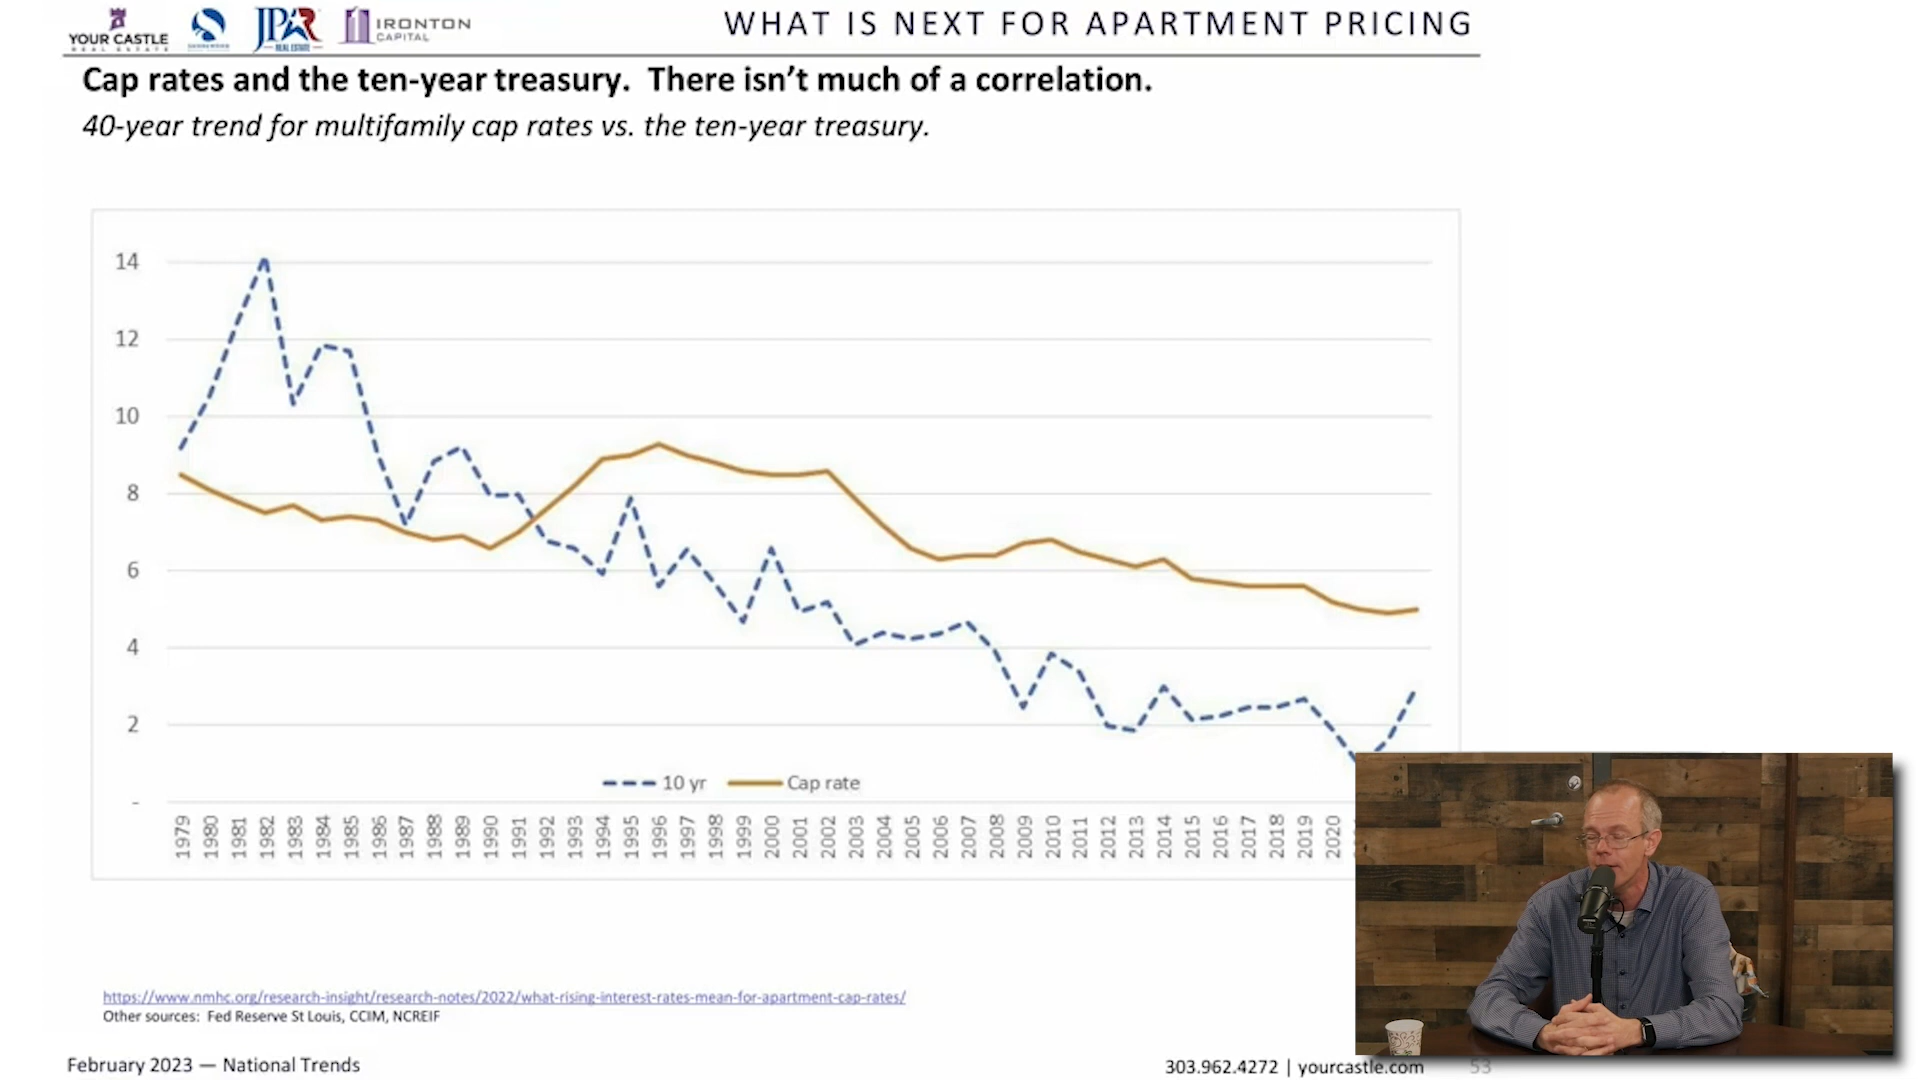 YOUR CASTLE
REAL ESTATE
JPAR
REAL ESTATE
IRONTON
CAPITAL
WHAT IS NEXT FOR APARTMENT PRICING
Cap rates and the ten-year treasury. There isn't much of a correlation.
40-year trend for multifamily cap rates vs. the ten-year treasury.
14
12
10
8
6
4
2
-
10 yr
Cap rate
1979 1980 1981 1982 1983 1984 1985 1986 1987 1988 1989 1990 1991 1992 1993 1994 1995 1996 1997 1998 1999 2000 2001 2002 2003 2004 2005 2006 2007 2008 2009 2010 2011 2012 2013 2014 2015 2016 2017 2018 2019 2020
https://www.nmhc.org/research-insight/research-notes/2022/what-rising-interest-rates-mean-for-apartment-cap-rates/
Other sources: Fed Reserve St Louis, CCIM, NCREIF
February 2023 — National Trends
303.962.4272 | yourcastle.com
53